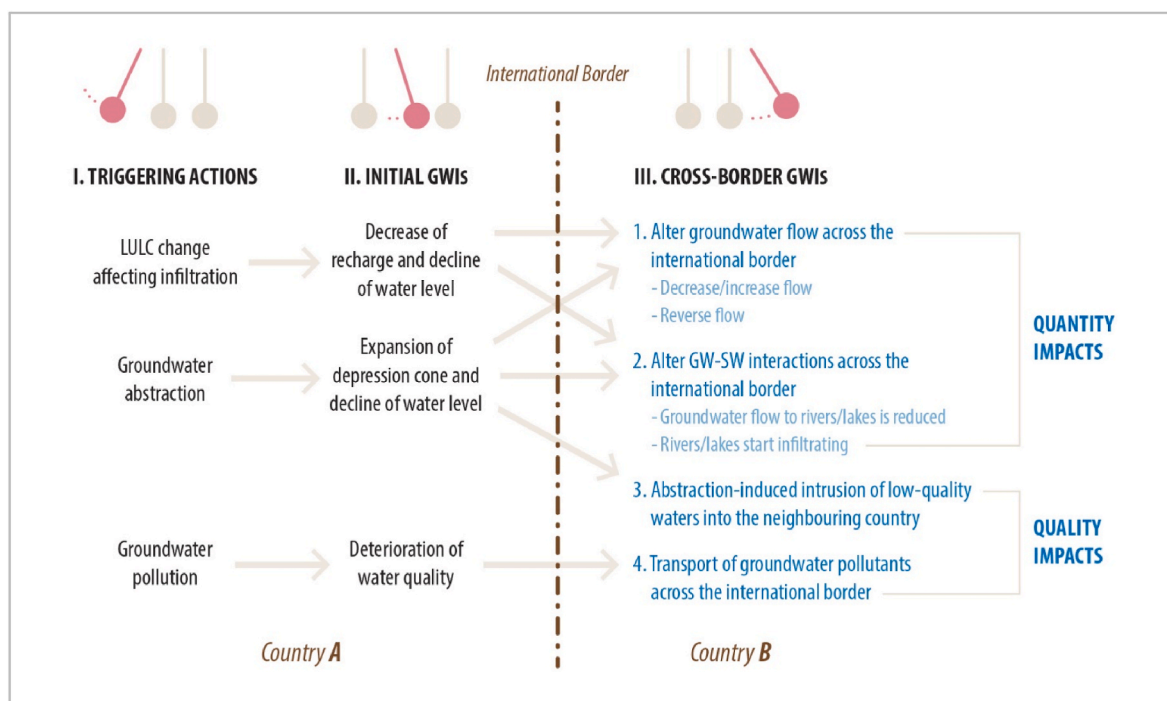 International Border
I. TRIGGERING ACTIONS
II. INITIAL GWIs
III. CROSS-BORDER GWIs
LULC change
affecting infiltration
Decrease of
recharge and decline
of water level
1. Alter groundwater flow across the
international border
- Decrease/increase flow
- Reverse flow
Groundwater
abstraction
Expansion of
depression cone and
decline of water level
2. Alter GW-SW interactions across the
international border
- Groundwater flow to rivers/lakes is reduced
- Rivers/lakes start infiltrating
QUANTITY
IMPACTS
3. Abstraction-induced intrusion of low-quality
waters into the neighbouring country
Groundwater
pollution
Deterioration of
water quality
4. Transport of groundwater pollutants
across the international border
QUALITY
IMPACTS
Country A
Country B